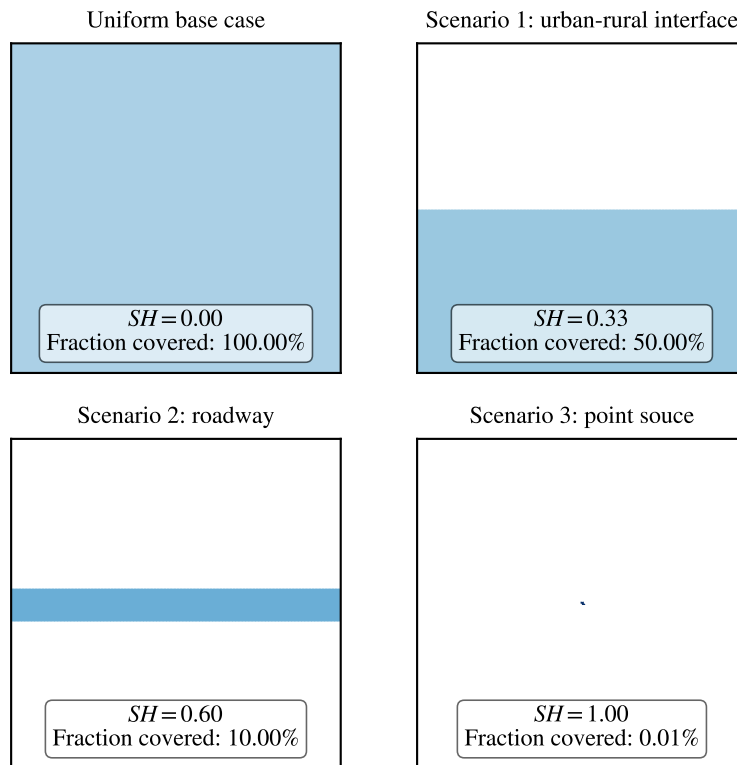 Uniform base case
Scenario 1: urban-rural interface
SH = 0.00
Fraction covered: 100.00%
SH = 0.33
Fraction covered: 50.00%
Scenario 2: roadway
Scenario 3: point souce
SH = 0.60
Fraction covered: 10.00%
SH = 1.00
Fraction covered: 0.01%